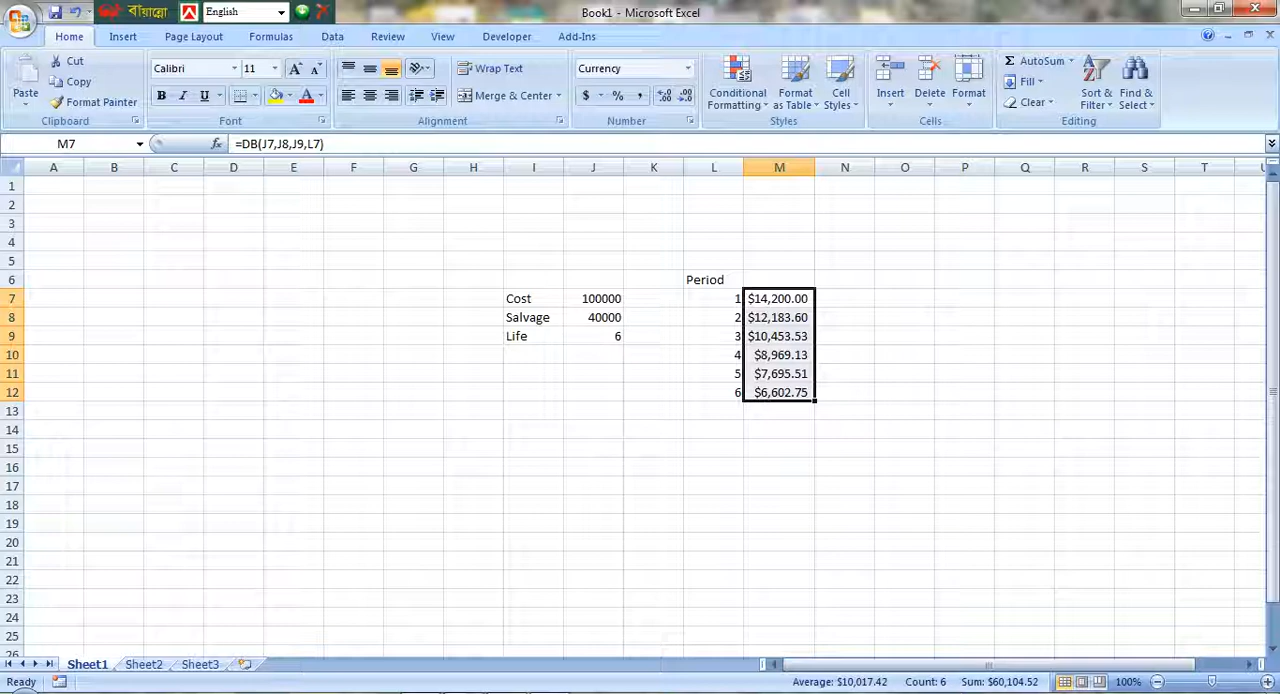 বায়ান্নো English
Book1 - Microsoft Excel
Home Insert Page Layout Formulas Data Review View Developer Add-Ins
Paste
Cut
Copy
Format Painter
Clipboard
Calibri 11
A A
B I U A
Font
Wrap Text
Merge & Center
Alignment
Currency
$ % , .0 .00 .00 .0
Number
Conditional Formatting
Format as Table
Cell Styles
Styles
Insert Delete Format
Cells
Σ AutoSum
Fill
Clear
Sort & Filter
Find & Select
Editing
M7 fx =DB(J7,J8,J9,L7)
A B C D E F G H I J K L M N O P Q R S T U
1
2
3
4
5
6 Period
7 Cost 100000 1 $14,200.00
8 Salvage 40000 2 $12,183.60
9 Life 6 3 $10,453.53
10 4 $8,969.13
11 5 $7,695.51
12 6 $6,602.75
13
14
15
16
17
18
19
20
21
22
23
24
25
26
Sheet1 Sheet2 Sheet3
Ready Average: $10,017.42 Count: 6 Sum: $60,104.52 100%